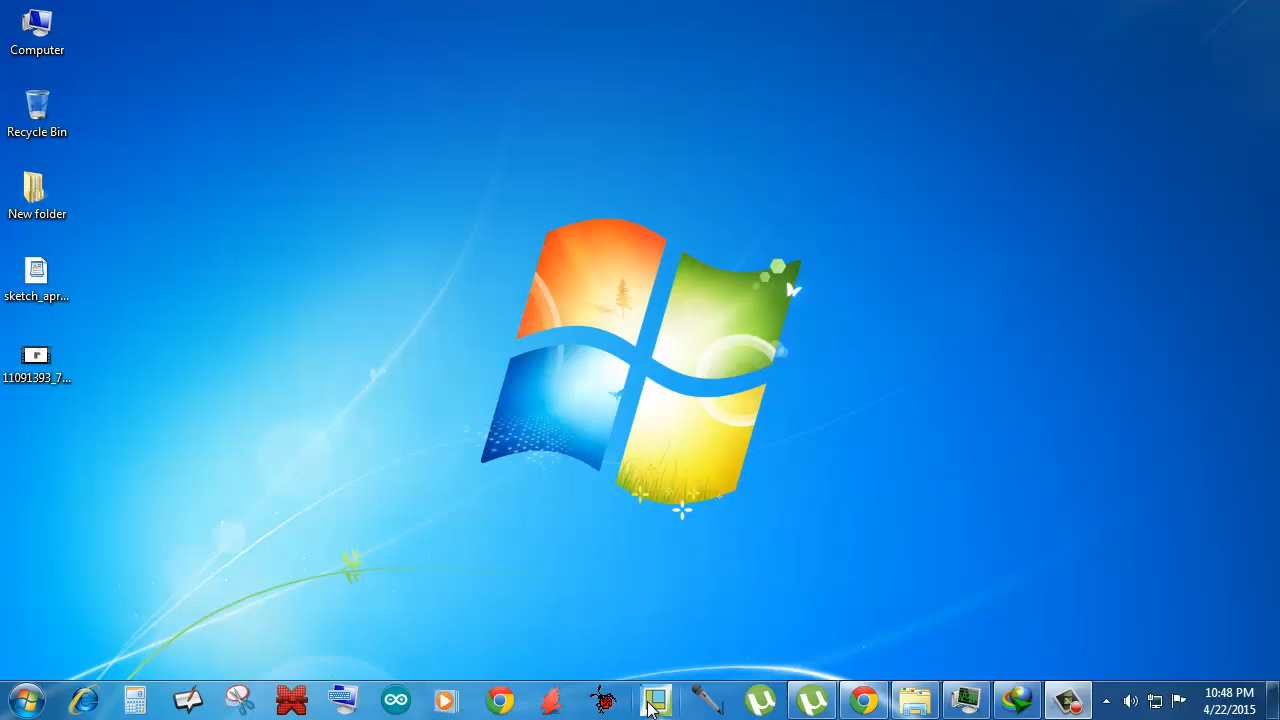 Computer
Recycle Bin
New folder
sketch_apr...
11091393_7...
10:48 PM
4/22/2015